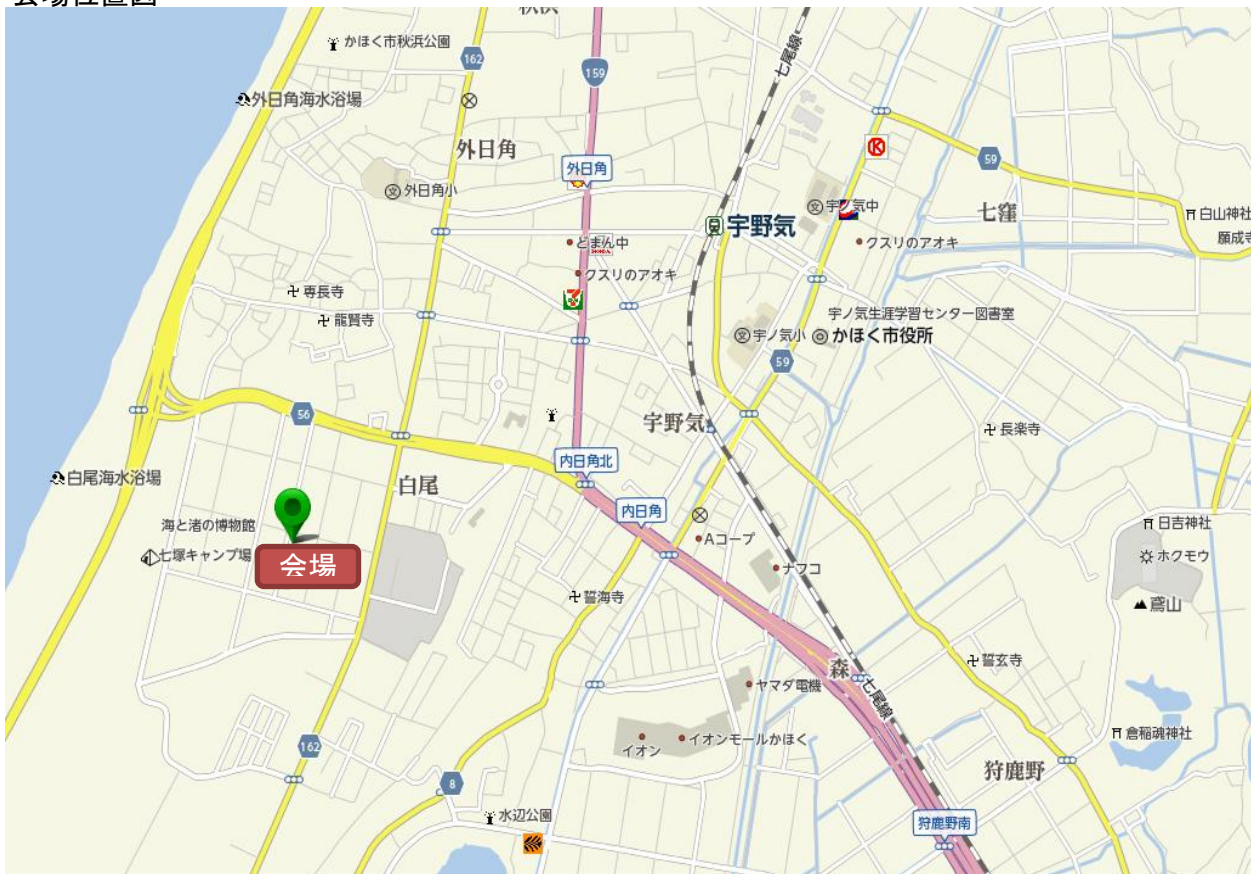 かほく市秋浜公園
七尾線
162
159
外日角海水浴場
外日角
外日角
59
外日角小
宇ノ気中
七窪
白山神社
宇野気
願成寺
どまん中
クスリのアオキ
クスリのアオキ
専長寺
龍賢寺
宇ノ気生涯学習センター図書室
宇ノ気小
かほく市役所
59
56
宇野気
長楽寺
内日角北
白尾海水浴場
白尾
内日角
海と渚の博物館
日吉神社
Aコープ
七塚キャンプ場
会場
ホクモウ
ナフコ
誓海寺
鳶山
森
誓玄寺
ヤマダ電機
七尾線
イオン
イオンモールかほく
倉稲魂神社
162
狩鹿野
8
水辺公園
狩鹿野南